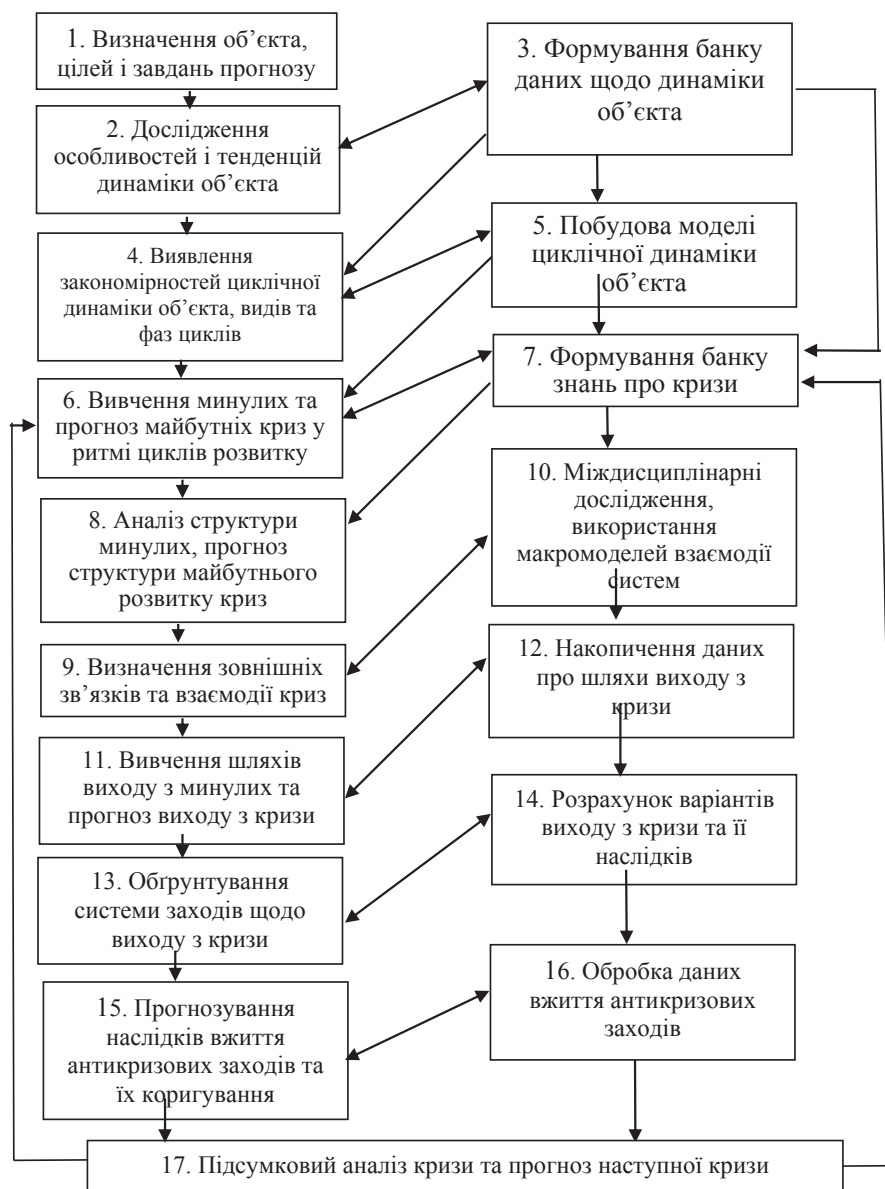 1. Визначення об’єкта,
цілей і завдань прогнозу
3. Формування банку
даних щодо динаміки
об’єкта
2. Дослідження
особливостей і тенденцій
динаміки об’єкта
4. Виявлення
закономірностей циклічної
динаміки об’єкта, видів та
фаз циклів
5. Побудова моделі
циклічної динаміки
об’єкта
6. Вивчення минулих та
прогноз майбутніх криз у
ритмі циклів розвитку
7. Формування банку
знань про кризи
8. Аналіз структури
минулих, прогноз
структури майбутнього
розвитку криз
10. Міждисциплінарні
дослідження,
використання
макромоделей взаємодії
систем
9. Визначення зовнішніх
зв’язків та взаємодії криз
12. Накопичення даних
про шляхи виходу з
кризи
11. Вивчення шляхів
виходу з минулих та
прогноз виходу з кризи
14. Розрахунок варіантів
виходу з кризи та її
наслідків
13. Обґрунтування
системи заходів щодо
виходу з кризи
16. Обробка даних
вжиття антикризових
заходів
15. Прогнозування
наслідків вжиття
антикризових заходів та
їх коригування
17. Підсумковий аналіз кризи та прогноз наступної кризи